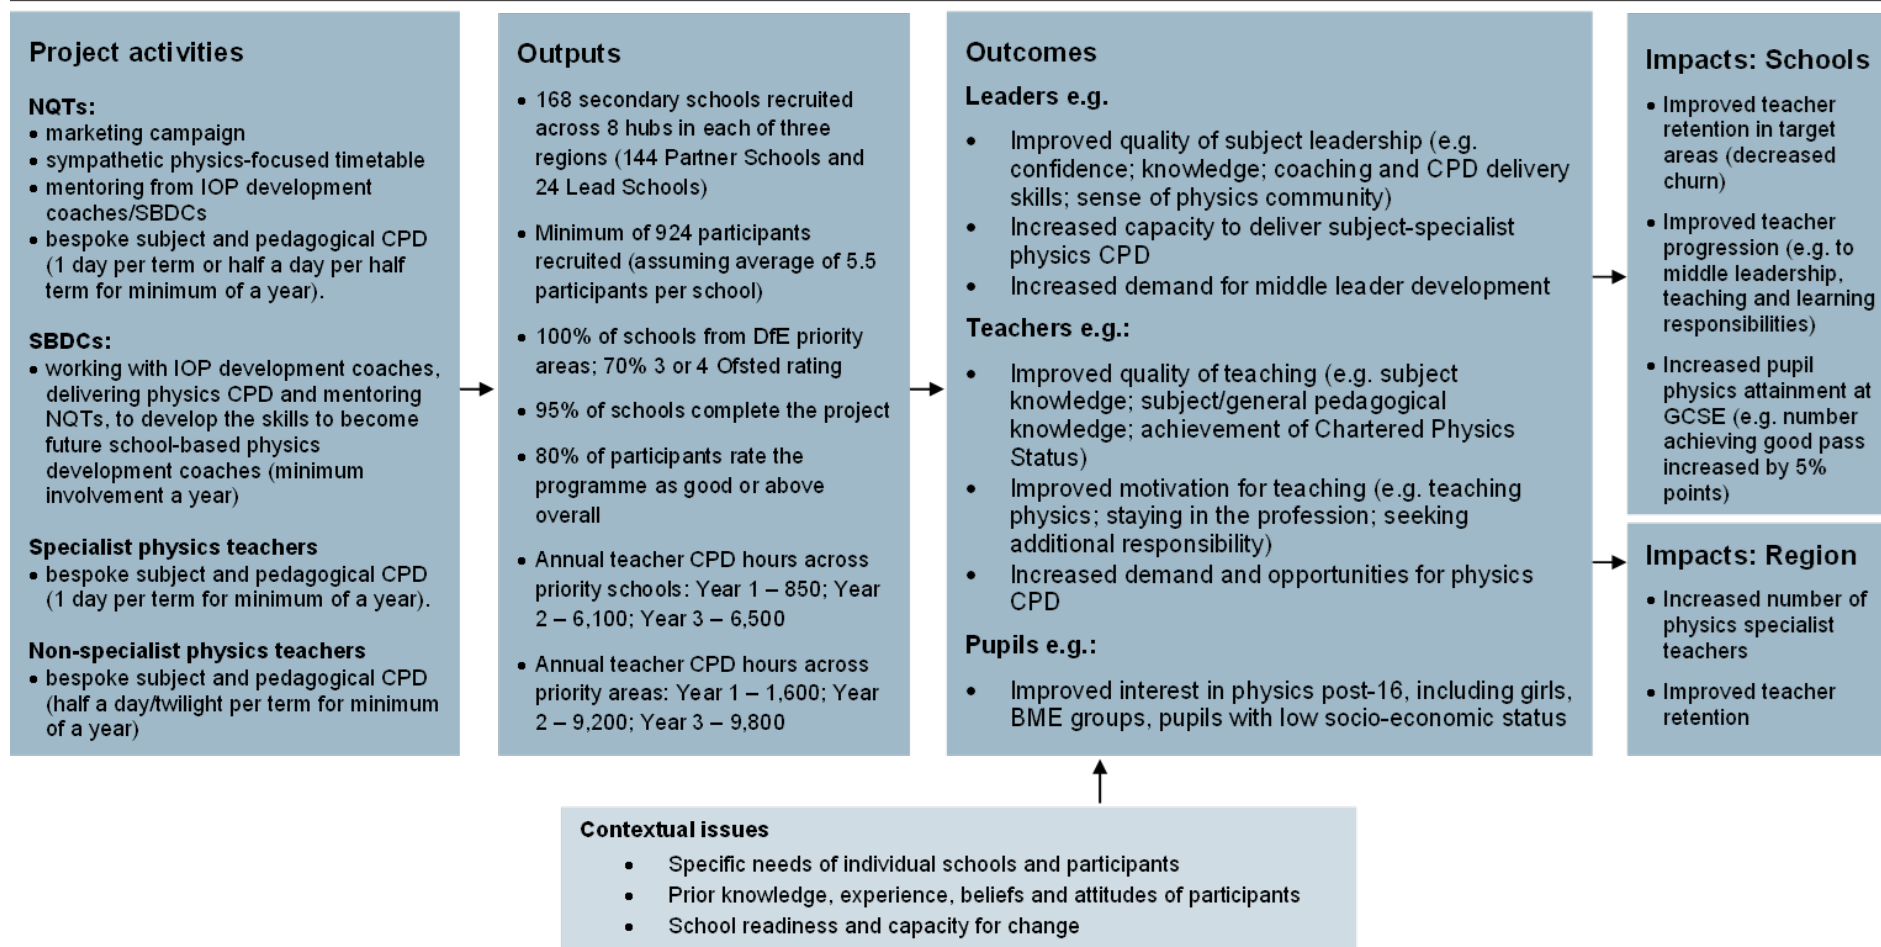 Project activities
NQTs:
• marketing campaign
• sympathetic physics-focused timetable
• mentoring from IOP development
coaches/SBDCs
• bespoke subject and pedagogical CPD
(1 day per term or half a day per half
term for minimum of a year).
SBDCs:
• working with IOP development coaches,
delivering physics CPD and mentoring
NQTs, to develop the skills to become
future school-based physics
development coaches (minimum
involvement a year)
Specialist physics teachers
• bespoke subject and pedagogical CPD
(1 day per term for minimum of a year).
Non-specialist physics teachers
• bespoke subject and pedagogical CPD
(half a day/twilight per term for minimum
of a year)
Outputs
• 168 secondary schools recruited
across 8 hubs in each of three
regions (144 Partner Schools and
24 Lead Schools)
• Minimum of 924 participants
recruited (assuming average of 5.5
participants per school)
• 100% of schools from DfE priority
areas; 70% 3 or 4 Ofsted rating
• 95% of schools complete the project
• 80% of participants rate the
programme as good or above
overall
• Annual teacher CPD hours across
priority schools: Year 1 – 850; Year
2 – 6,100; Year 3 – 6,500
• Annual teacher CPD hours across
priority areas: Year 1 – 1,600; Year
2 – 9,200; Year 3 – 9,800
Outcomes
Leaders e.g.
• Improved quality of subject leadership (e.g.
confidence; knowledge; coaching and CPD delivery
skills; sense of physics community)
• Increased capacity to deliver subject-specialist
physics CPD
• Increased demand for middle leader development
Teachers e.g.:
• Improved quality of teaching (e.g. subject
knowledge; subject/general pedagogical
knowledge; achievement of Chartered Physics
Status)
• Improved motivation for teaching (e.g. teaching
physics; staying in the profession; seeking
additional responsibility)
• Increased demand and opportunities for physics
CPD
Pupils e.g.:
• Improved interest in physics post-16, including girls,
BME groups, pupils with low socio-economic status
Impacts: Schools
• Improved teacher
retention in target
areas (decreased
churn)
• Improved teacher
progression (e.g. to
middle leadership,
teaching and learning
responsibilities)
• Increased pupil
physics attainment at
GCSE (e.g. number
achieving good pass
increased by 5%
points)
Impacts: Region
• Increased number of
physics specialist
teachers
• Improved teacher
retention
Contextual issues
• Specific needs of individual schools and participants
• Prior knowledge, experience, beliefs and attitudes of participants
• School readiness and capacity for change